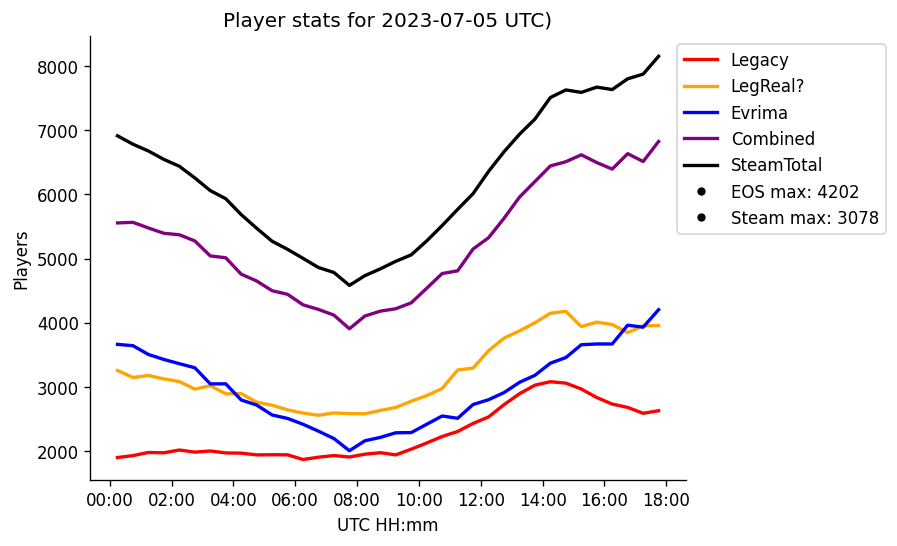 Player stats for 2023-07-05 UTC)
Legacy
LegReal?
Evrima
Combined
SteamTotal
EOS max: 4202
Steam max: 3078
Players
8000
7000
6000
5000
4000
3000
2000
00:00 02:00 04:00 06:00 08:00 10:00 12:00 14:00 16:00 18:00
UTC HH:mm